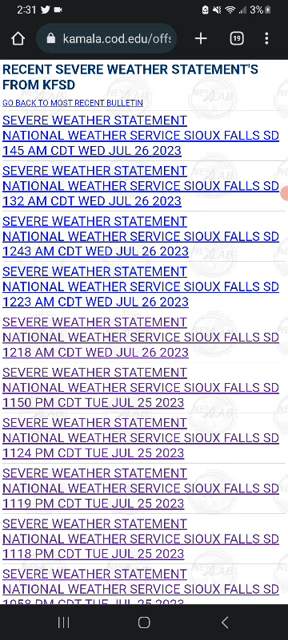 2:31
3%
kamala.cod.edu/offs
19
RECENT SEVERE WEATHER STATEMENT'S
FROM KFSD
GO BACK TO MOST RECENT BULLETIN
SEVERE WEATHER STATEMENT
NATIONAL WEATHER SERVICE SIOUX FALLS SD
145 AM CDT WED JUL 26 2023
SEVERE WEATHER STATEMENT
NATIONAL WEATHER SERVICE SIOUX FALLS SD
132 AM CDT WED JUL 26 2023
SEVERE WEATHER STATEMENT
NATIONAL WEATHER SERVICE SIOUX FALLS SD
1243 AM CDT WED JUL 26 2023
SEVERE WEATHER STATEMENT
NATIONAL WEATHER SERVICE SIOUX FALLS SD
1223 AM CDT WED JUL 26 2023
SEVERE WEATHER STATEMENT
NATIONAL WEATHER SERVICE SIOUX FALLS SD
1218 AM CDT WED JUL 26 2023
SEVERE WEATHER STATEMENT
NATIONAL WEATHER SERVICE SIOUX FALLS SD
1150 PM CDT TUE JUL 25 2023
SEVERE WEATHER STATEMENT
NATIONAL WEATHER SERVICE SIOUX FALLS SD
1124 PM CDT TUE JUL 25 2023
SEVERE WEATHER STATEMENT
NATIONAL WEATHER SERVICE SIOUX FALLS SD
1119 PM CDT TUE JUL 25 2023
SEVERE WEATHER STATEMENT
NATIONAL WEATHER SERVICE SIOUX FALLS SD
1118 PM CDT TUE JUL 25 2023
SEVERE WEATHER STATEMENT
NATIONAL WEATHER SERVICE SIOUX FALLS SD
1058 PM CDT TUE JUL 25 2023